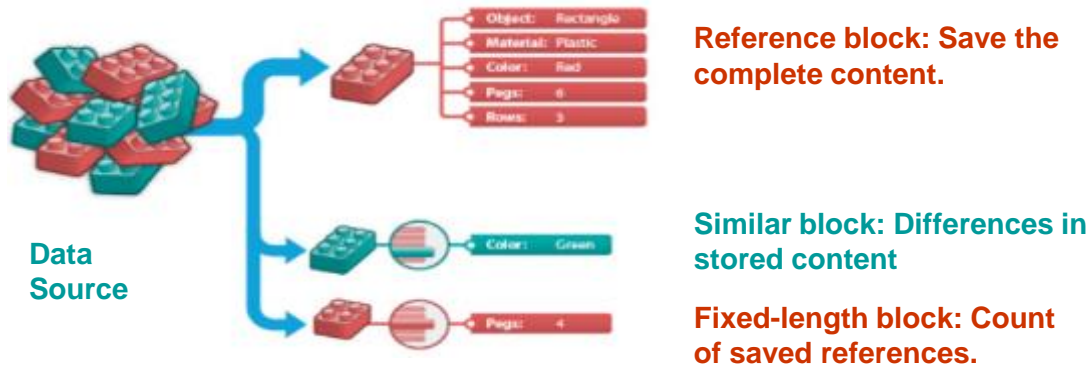 Object: Rectangle
Material: Plastic
Color: Red
Pegs: 6
Rows: 3
Reference block: Save the
complete content.
Data
Source
Color: Green
Similar block: Differences in
stored content
Pegs: 4
Fixed-length block: Count
of saved references.